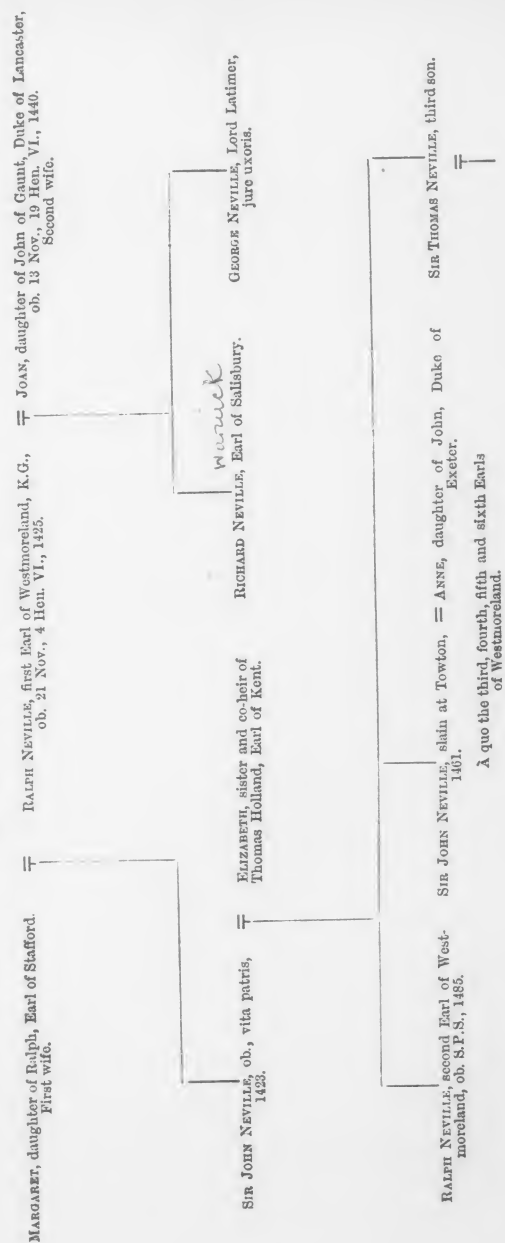 MARGARET, daughter of Ralph, Earl of Stafford.
First wife.
RALPH NEVILLE, first Earl of Westmoreland, K.G.,
ob. 21 Nov., 4 Hen. VI., 1425.
JOAN, daughter of John of Gaunt, Duke of Lancaster,
ob. 13 Nov., 19 Hen. VI., 1440.
Second wife.
SIR JOHN NEVILLE, ob., vita patris,
1423.
ELIZABETH, sister and co-heir of
Thomas Holland, Earl of Kent.
Warwick
RICHARD NEVILLE, Earl of Salisbury.
GEORGE NEVILLE, Lord Latimer,
jure uxoris.
RALPH NEVILLE, second Earl of West-
moreland, ob. S.P.S., 1485.
SIR JOHN NEVILLE, slain at Towton,
1461.
= ANNE, daughter of John, Duke of
Exeter.
SIR THOMAS NEVILLE, third son.
À quo the third, fourth, fifth and sixth Earls
of Westmoreland.